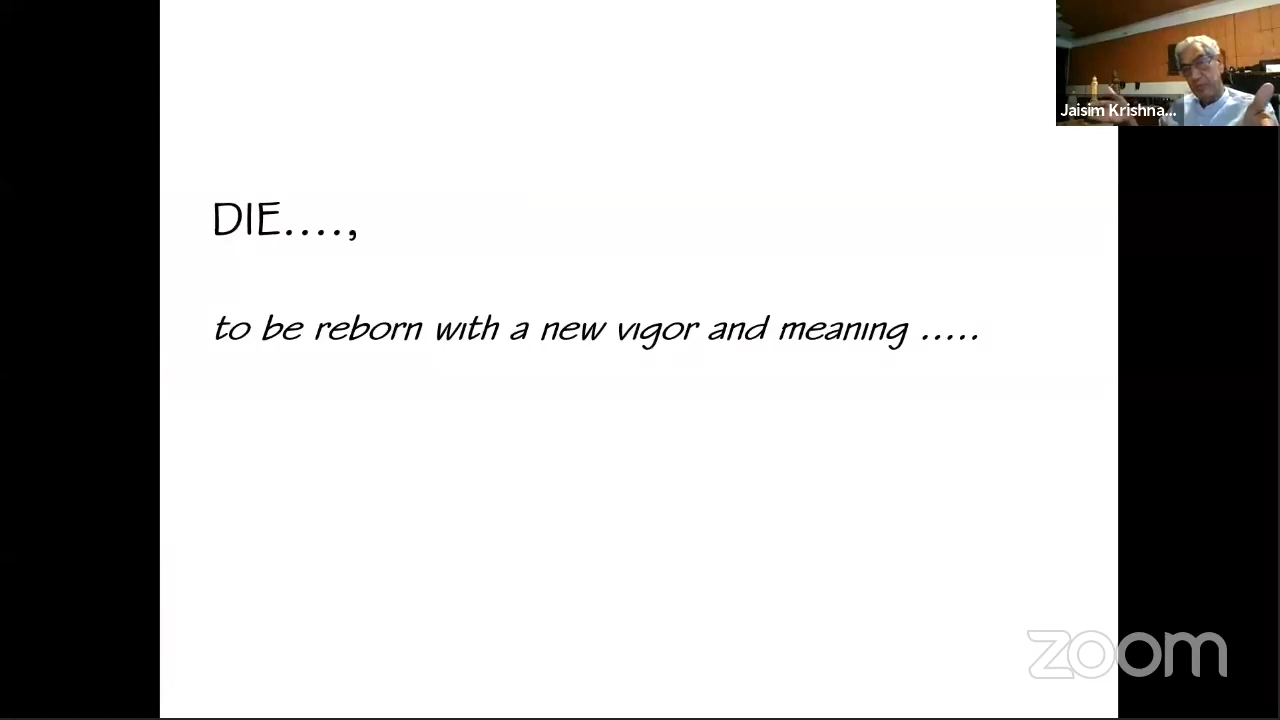 Jaisim Krishna...
DIE....,
to be reborn with a new vigor and meaning .....
zoom